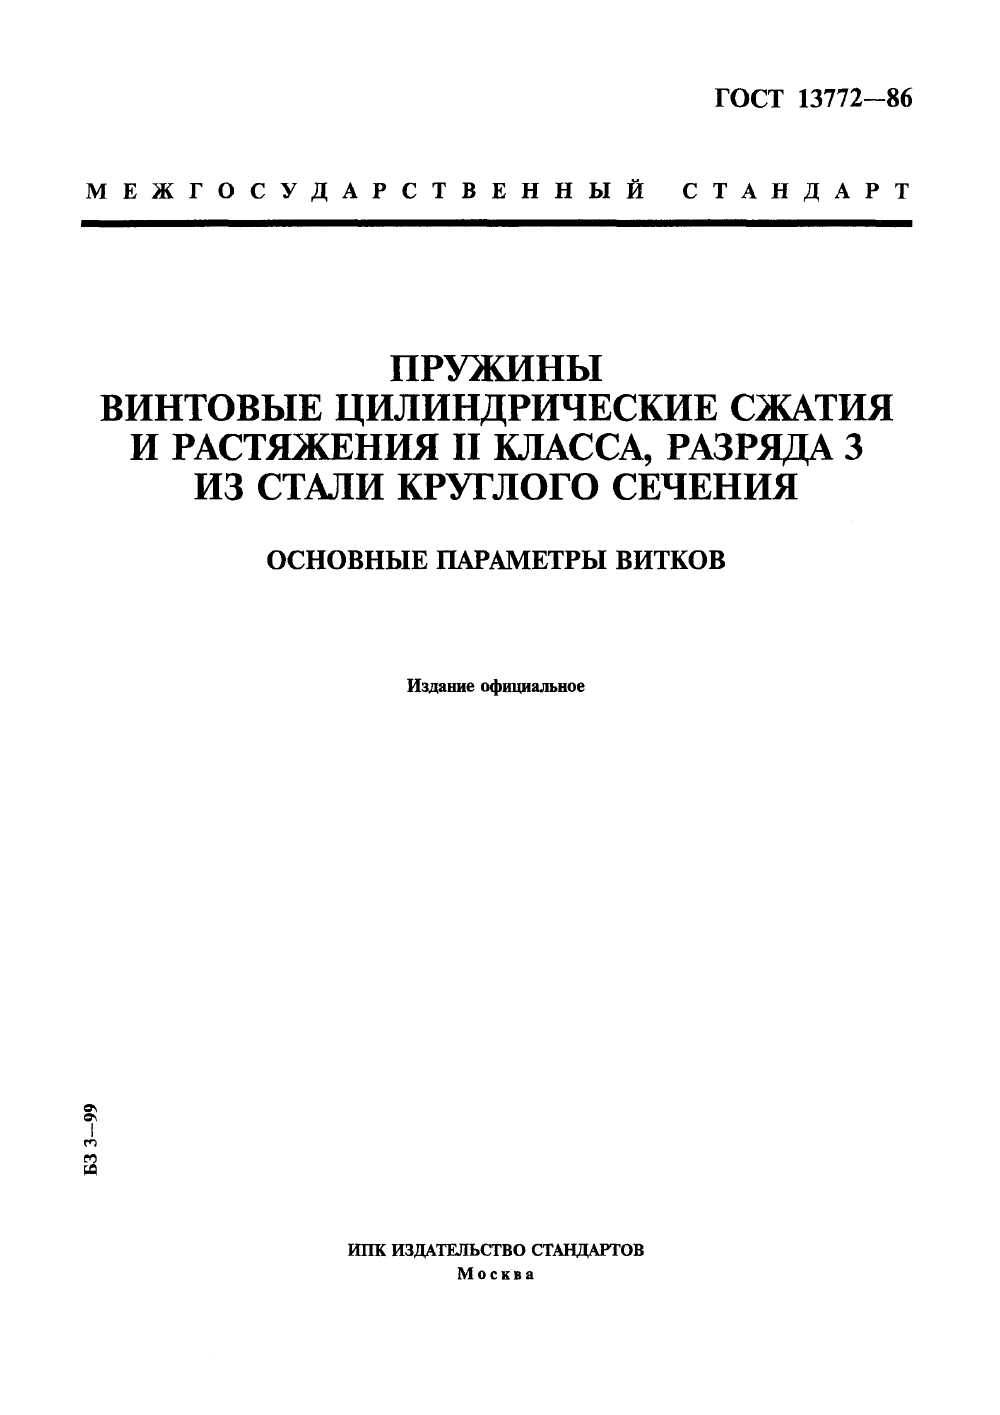 ГОСТ 13772—86
МЕЖГОСУДАРСТВЕННЫЙ СТАНДАРТ
ПРУЖИНЫ
ВИНТОВЫЕ ЦИЛИНДРИЧЕСКИЕ СЖАТИЯ
И РАСТЯЖЕНИЯ II КЛАССА, РАЗРЯДА 3
ИЗ СТАЛИ КРУГЛОГО СЕЧЕНИЯ
ОСНОВНЫЕ ПАРАМЕТРЫ ВИТКОВ
Издание официальное
БЗ 3—99
ИПК ИЗДАТЕЛЬСТВО СТАНДАРТОВ
Москва